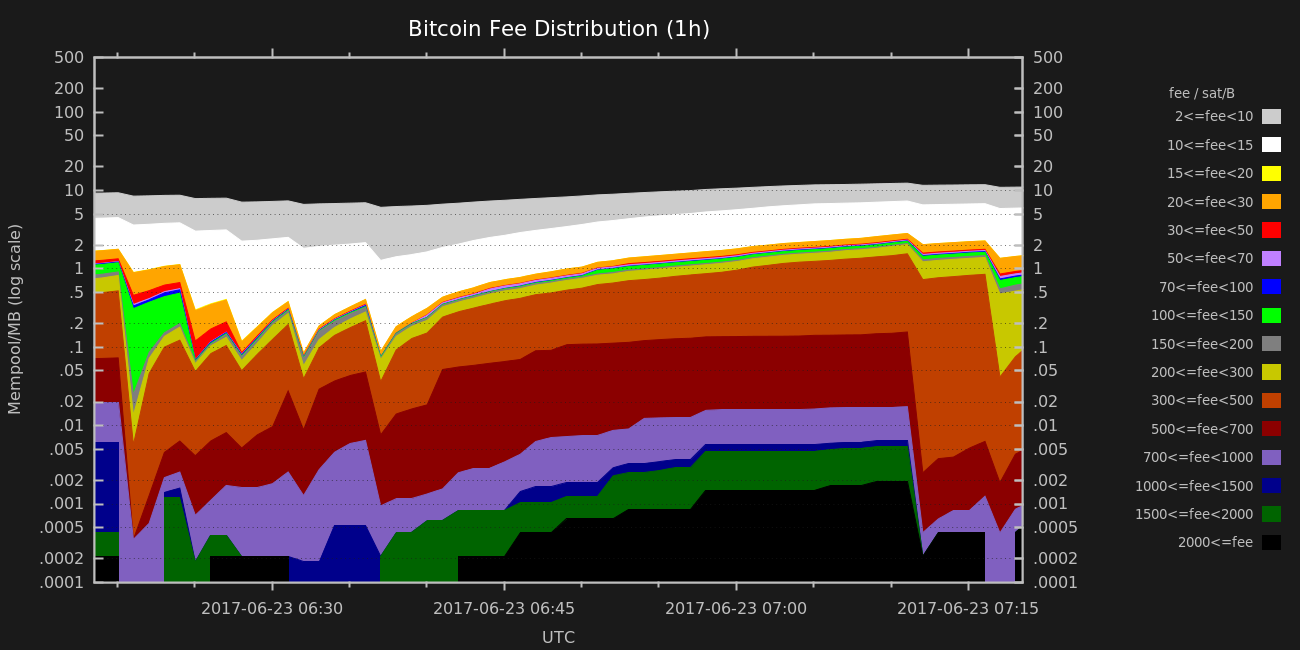 Bitcoin Fee Distribution (1h)
500
200
100
50
20
10
5
2
1
.5
.2
.1
.05
.02
.01
.005
.002
.001
.0005
.0002
.0001
Mempool/MB (log scale)
500
200
100
50
20
10
5
2
1
.5
.2
.1
.05
.02
.01
.005
.002
.001
.0005
.0002
.0001
2017-06-23 06:30
2017-06-23 06:45
2017-06-23 07:00
2017-06-23 07:15
UTC
fee / sat/B
2<=fee<10
10<=fee<15
15<=fee<20
20<=fee<30
30<=fee<50
50<=fee<70
70<=fee<100
100<=fee<150
150<=fee<200
200<=fee<300
300<=fee<500
500<=fee<700
700<=fee<1000
1000<=fee<1500
1500<=fee<2000
2000<=fee